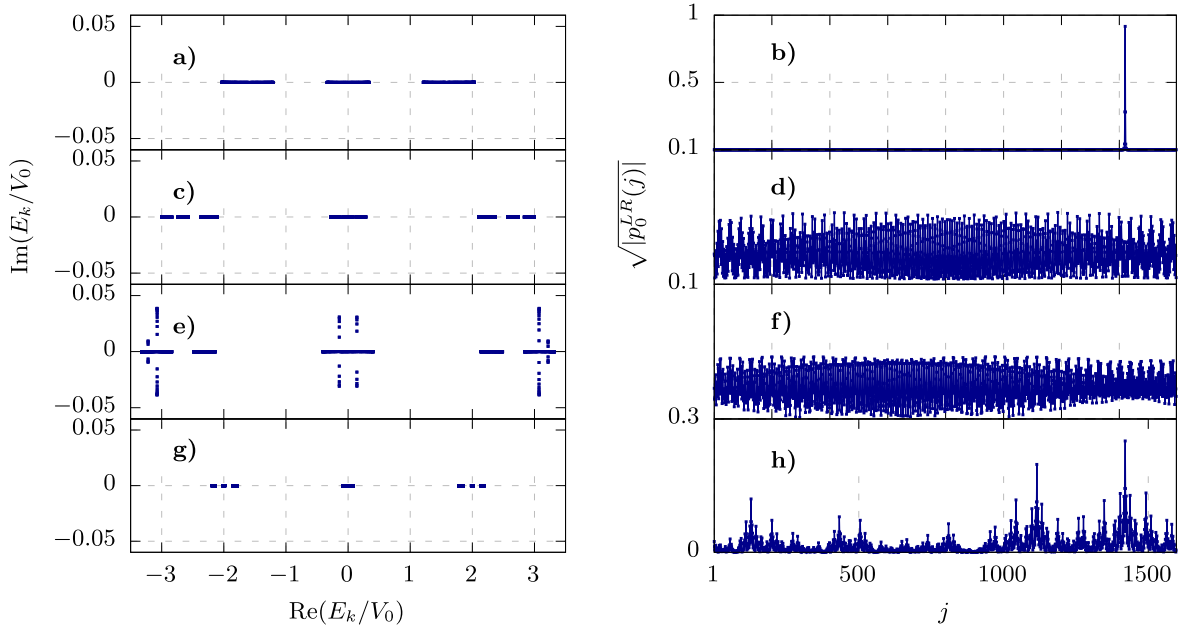 0.05
a)
0
−0.05
c)
0
−0.05
0.05
e)
0
−0.05
0.05
g)
0
−0.05
−3 −2 −1 0 1 2 3
Re(E_k/V_0)
Im(E_k/V_0)
1
b)
0.5
0.1
d)
0.1
f)
0.3
h)
0
1 500 1000 1500
j
√|p_0^{LR}(j)|